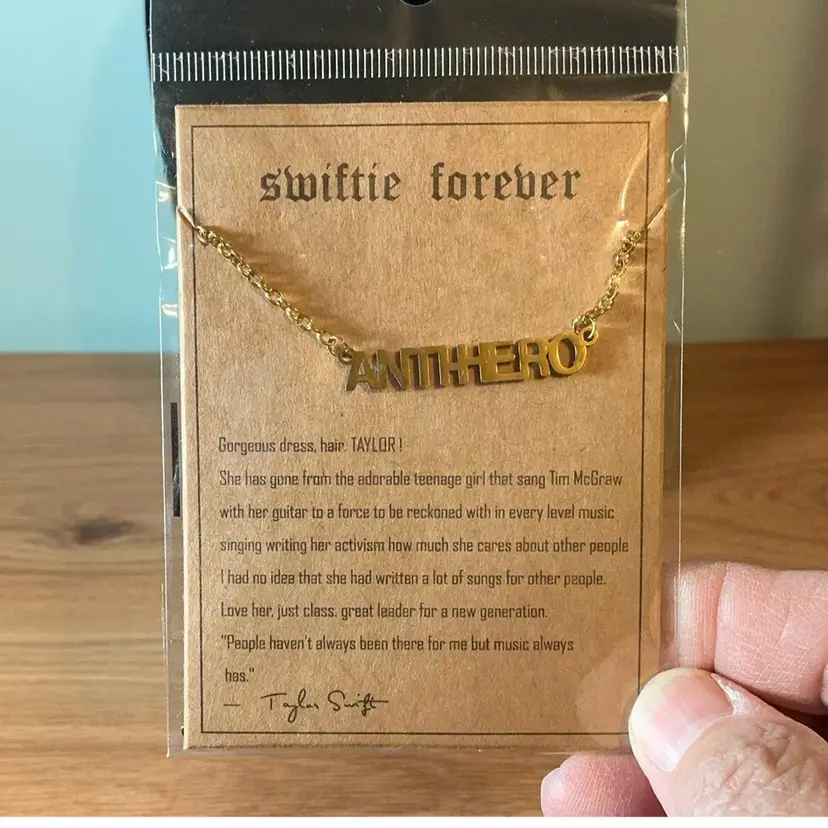 swiftie forever
ANTI-HERO
Gorgeous dress, hair. TAYLOR !
She has gone from the adorable teenage girl that sang Tim McGraw
with her guitar to a force to be reckoned with in every level music
singing writing her activism how much she cares about other people
I had no idea that she had written a lot of songs for other people.
Love her, just class. great leader for a new generation.
"People haven't always been there for me but music always
has."
— Taylor Swift